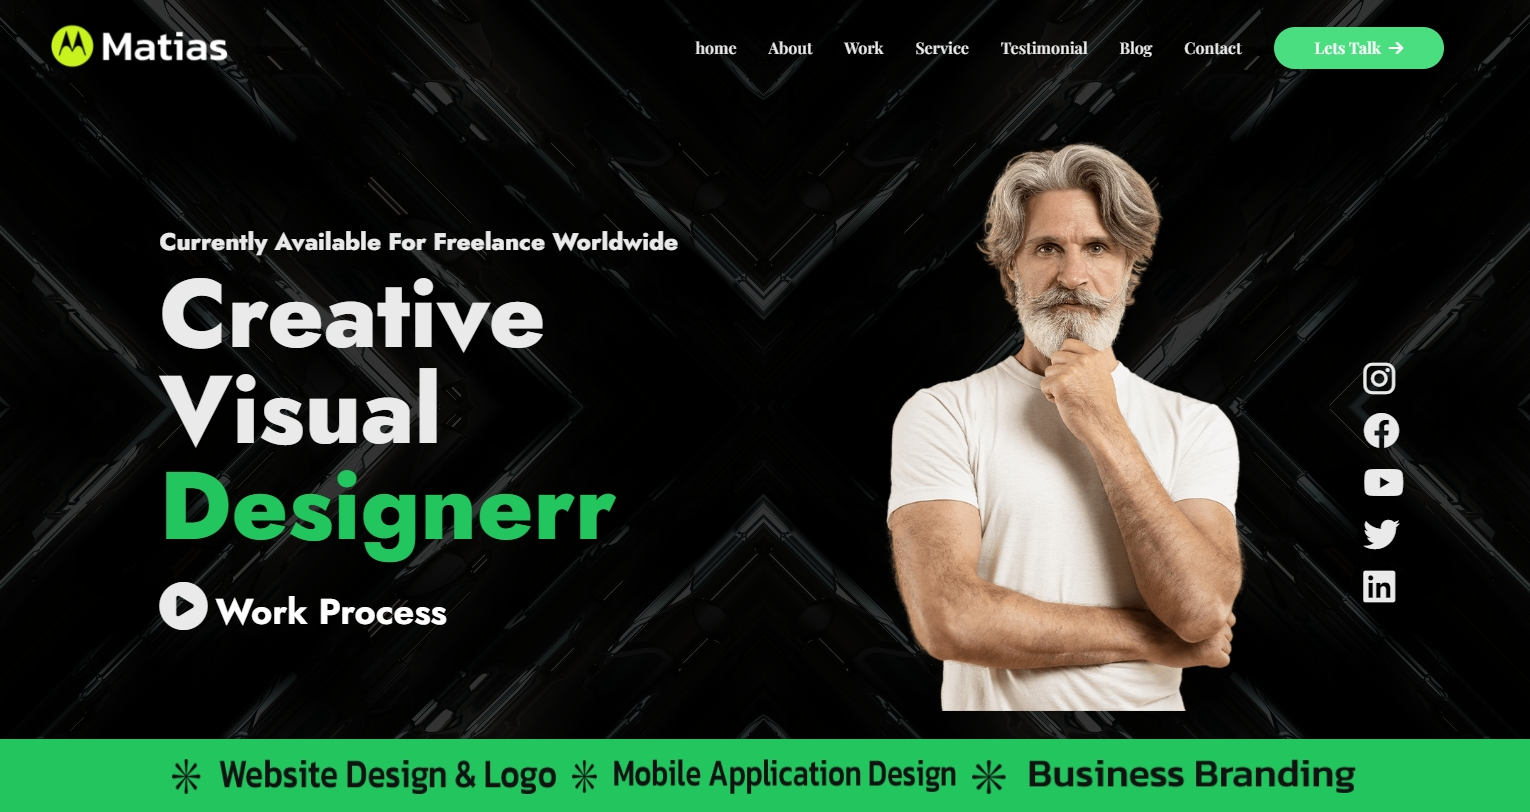 Matias
home About Work Service Testimonial Blog Contact Lets Talk →
Currently Available For Freelance Worldwide
Creative
Visual
Designerr
Work Process
Website Design & Logo Mobile Application Design Business Branding